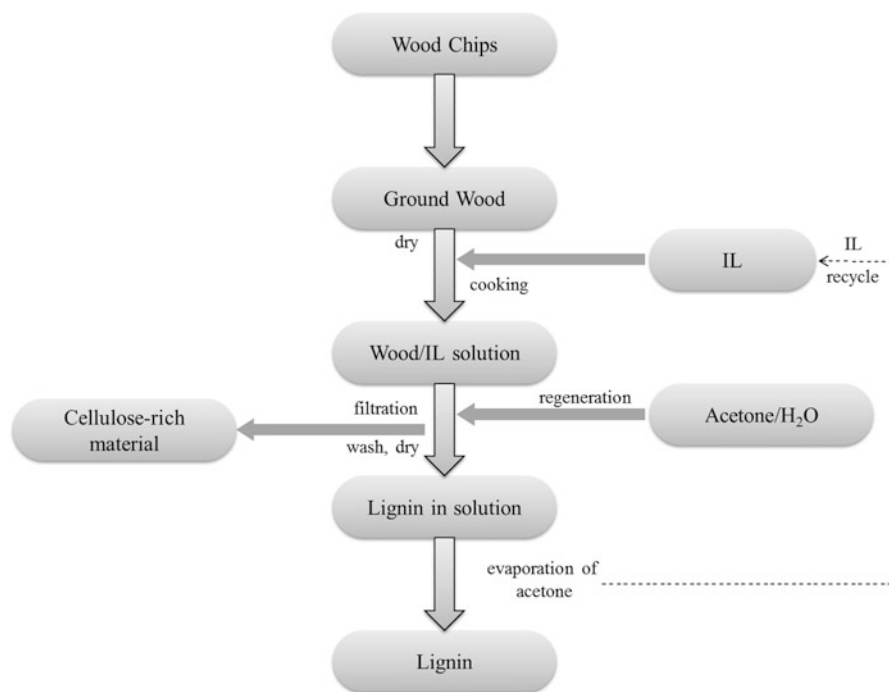 Wood Chips
Ground Wood
dry
cooking
IL
IL
recycle
Wood/IL solution
filtration
wash, dry
regeneration
Acetone/H₂O
Cellulose-rich
material
Lignin in solution
evaporation of
acetone
Lignin